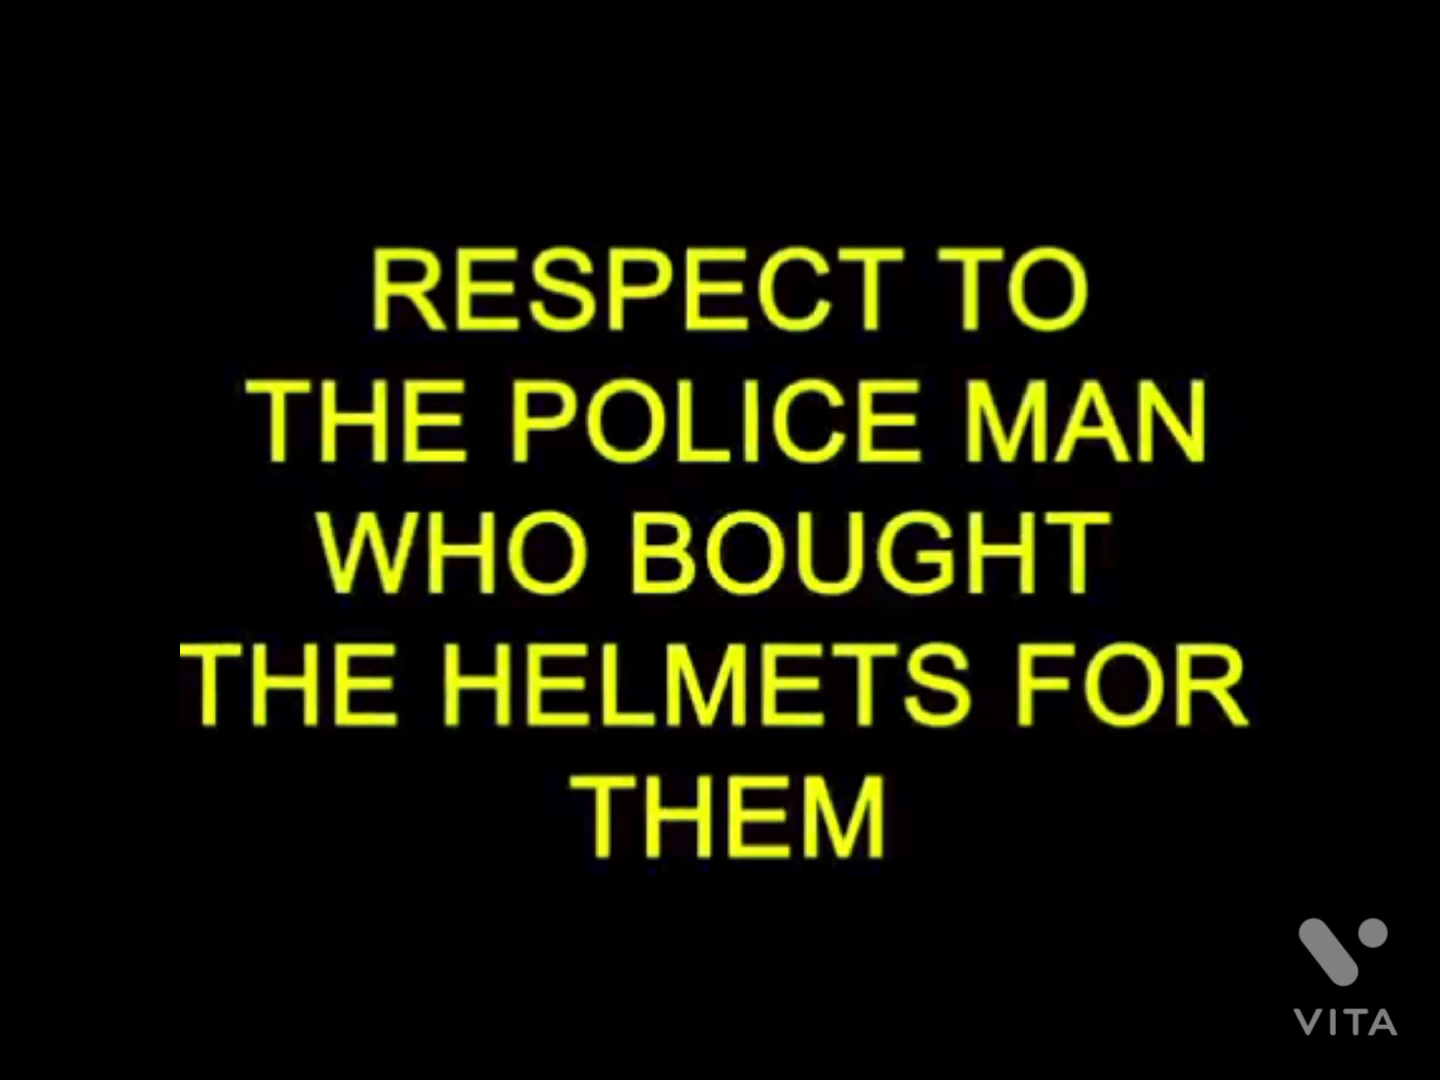 RESPECT TO
THE POLICE MAN
WHO BOUGHT
THE HELMETS FOR
THEM
VITA